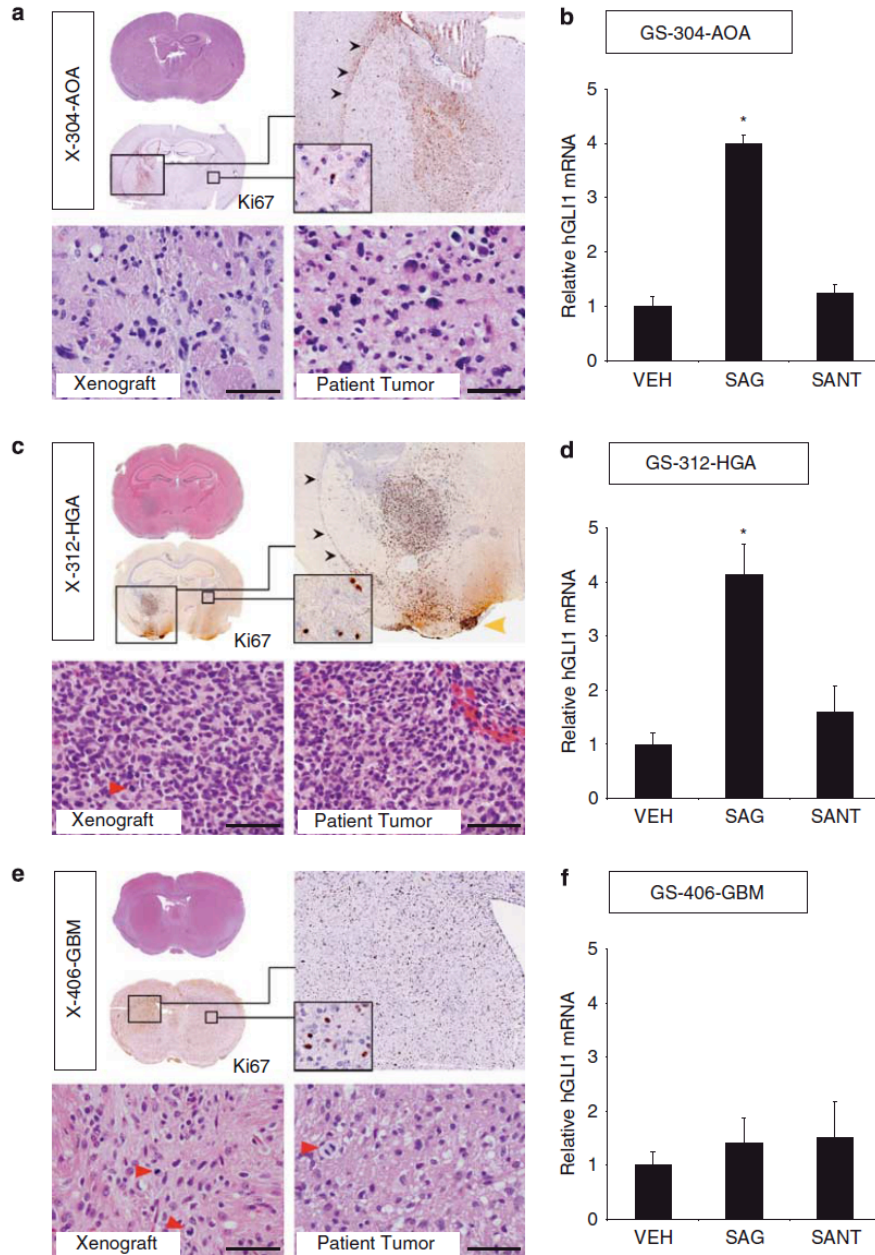 a
X-304-AOA
Ki67
Xenograft
Patient Tumor
b
GS-304-AOA
Relative hGLI1 mRNA
5
4
3
2
1
0
*
VEH SAG SANT
c
X-312-HGA
Ki67
Xenograft
Patient Tumor
d
GS-312-HGA
Relative hGLI1 mRNA
5
4
3
2
1
0
*
VEH SAG SANT
e
X-406-GBM
Ki67
Xenograft
Patient Tumor
f
GS-406-GBM
Relative hGLI1 mRNA
5
4
3
2
1
0
VEH SAG SANT